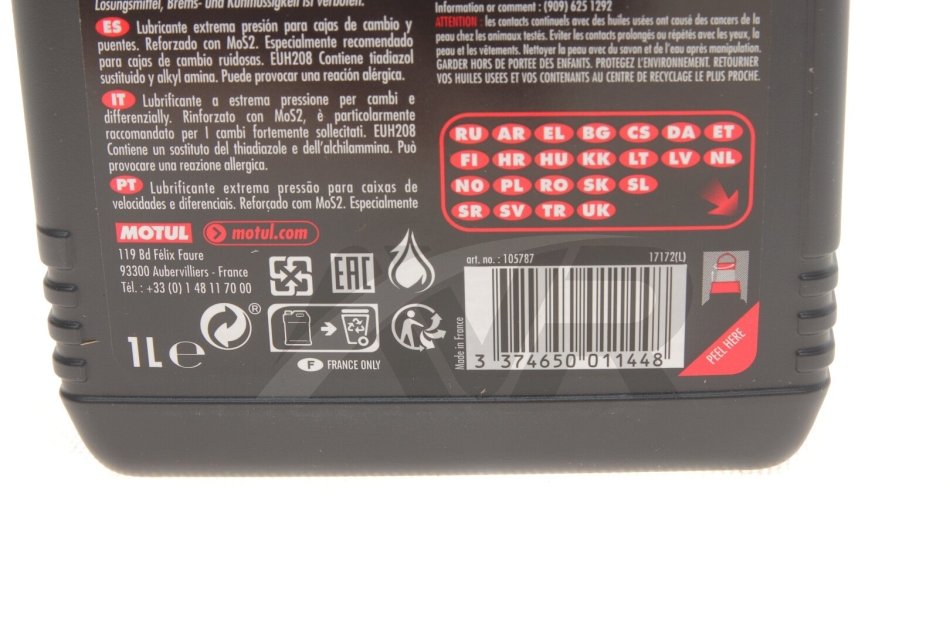 Lösungsmittel, Brems- und Kühlflüssigkeit ist verboten.
ES Lubricante extrema presión para cajas de cambio y
puentes. Reforzado con MoS2. Especialmente recomendado
para cajas de cambio ruidosas. EUH208 Contiene tiadiazol
sustituido y alkyl amina. Puede provocar una reación alérgica.
IT Lubrificante a estrema pressione per cambi e
differenzially. Rinforzato con MoS2, è particolarmente
raccomandato per I cambi fortemente sollecitati. EUH208
Contiene un sostituto del thiadiazole e dell'alchilammina. Può
provocare una reazione allergica.
PT Lubrificante extrema pressão para caixas de
velocidades e diferenciais. Reforçado com MoS2. Especialmente
MOTUL motul.com
119 Bd Félix Faure
93300 Aubervilliers - France
Tél. : +33 (0) 1 48 11 70 00
EAC
1L ℮
®
F FRANCE ONLY
Information or comment : (909) 625 1292
ATTENTION : les contacts continuels avec des huiles usées ont causé des cancers de la
peau chez les animaux testés. Eviter les contacts prolongés ou répétés avec les yeux, la
peau et les vêtements. Nettoyer la peau avec du savon et de l'eau après manipulation.
GARDER HORS DE PORTEE DES ENFANTS. PROTEGEZ L'ENVIRONNEMENT. RETOURNER
VOS HUILES USEES ET VOS CONTENANTS AU CENTRE DE RECYCLAGE LE PLUS PROCHE.
RU AR EL BG CS DA ET
FI HR HU KK LT LV NL
NO PL RO SK SL
SR SV TR UK
art. no. : 105787 17172(L)
Made in France
3 374650 011448
PEEL HERE
AVR